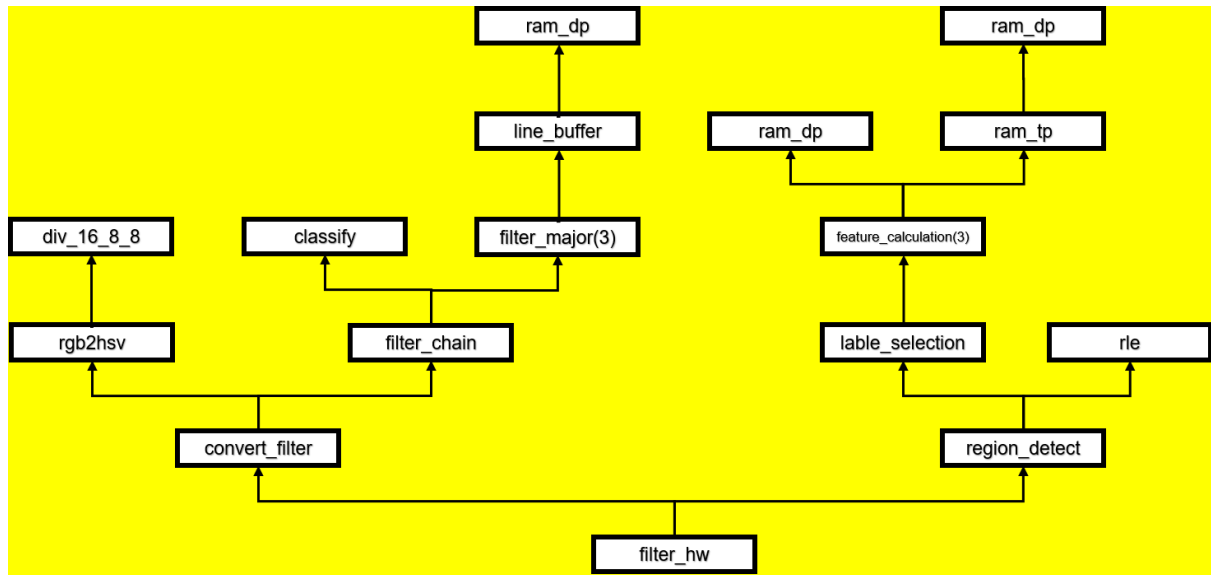 ram_dp
ram_dp
line_buffer
ram_dp
ram_tp
div_16_8_8
classify
filter_major(3)
feature_calculation(3)
rgb2hsv
filter_chain
lable_selection
rle
convert_filter
region_detect
filter_hw